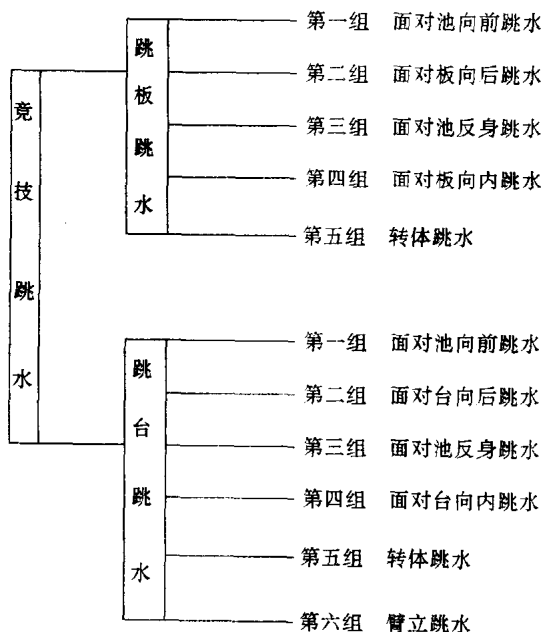 竞技跳水
跳板跳水
第一组 面对池向前跳水
第二组 面对板向后跳水
第三组 面对池反身跳水
第四组 面对板向内跳水
第五组 转体跳水
跳台跳水
第一组 面对池向前跳水
第二组 面对台向后跳水
第三组 面对池反身跳水
第四组 面对台向内跳水
第五组 转体跳水
第六组 臂立跳水